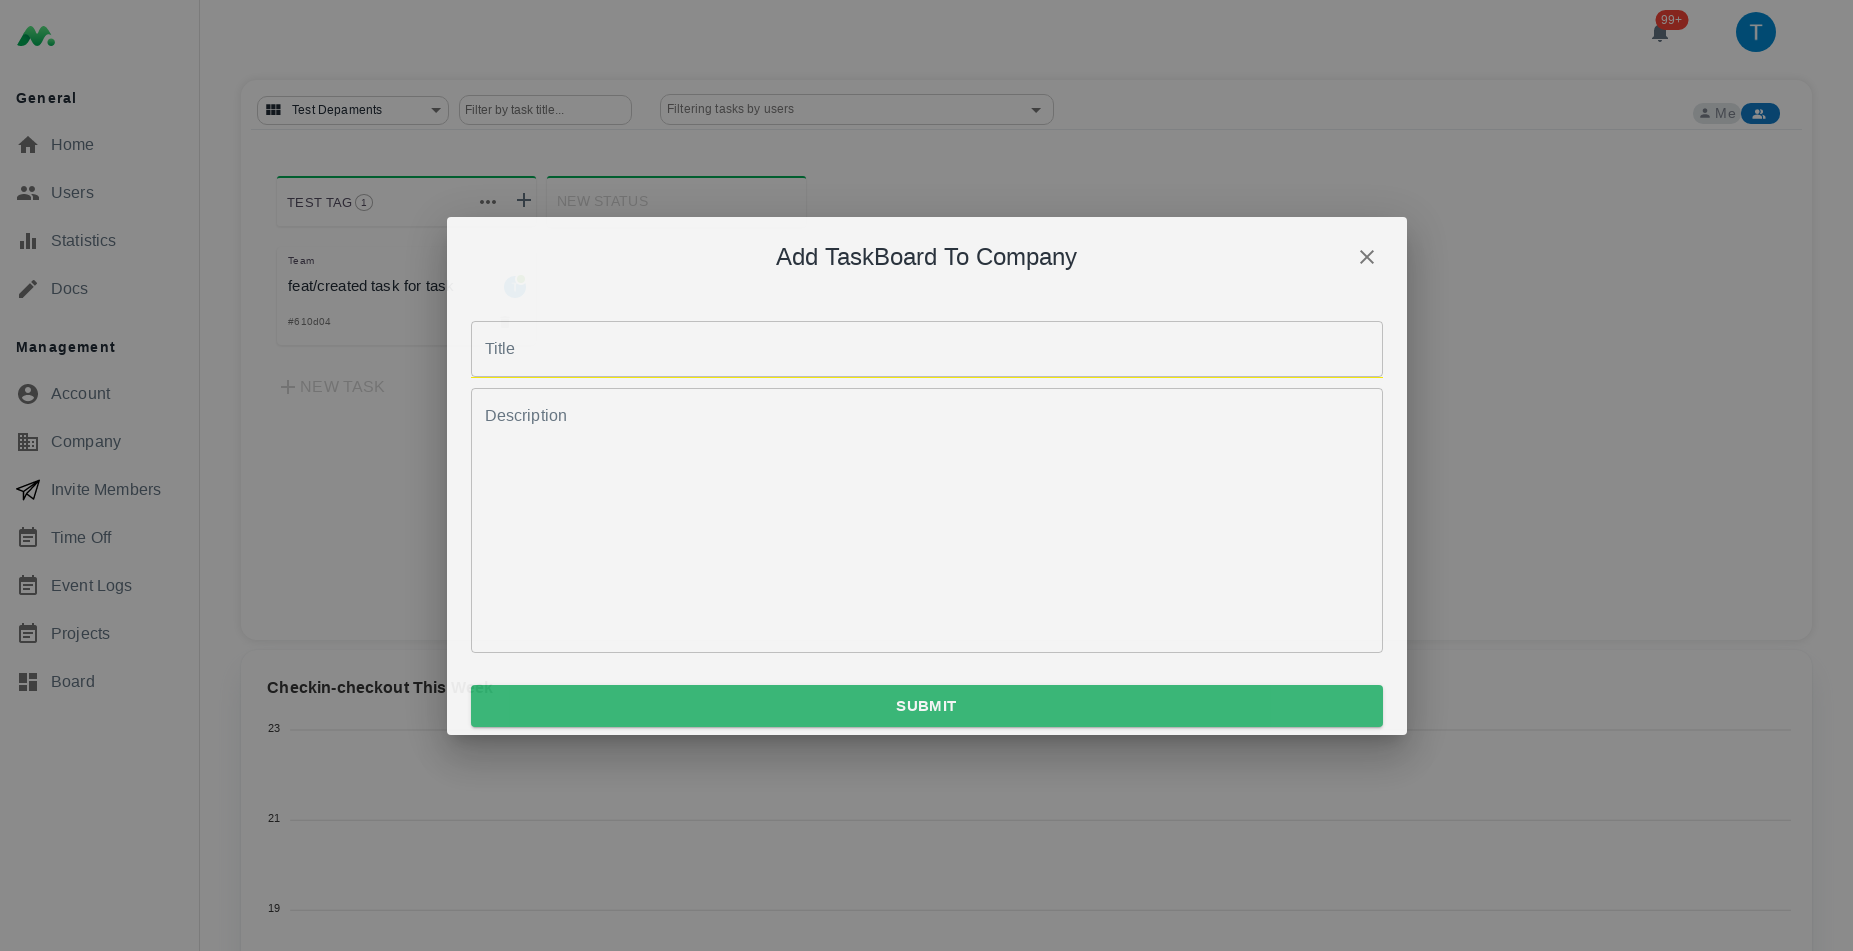 99+
T
General
Home
Users
Statistics
Docs
Management
Account
Company
Invite Members
Time Off
Event Logs
Projects
Board
Test Depaments
Filter by task title...
Filtering tasks by users
Me
TEST TAG 1
NEW STATUS
Team
feat/created task for task
#610d04
NEW TASK
Add TaskBoard To Company
Title
Description
SUBMIT
Checkin-checkout This Week
23
21
19